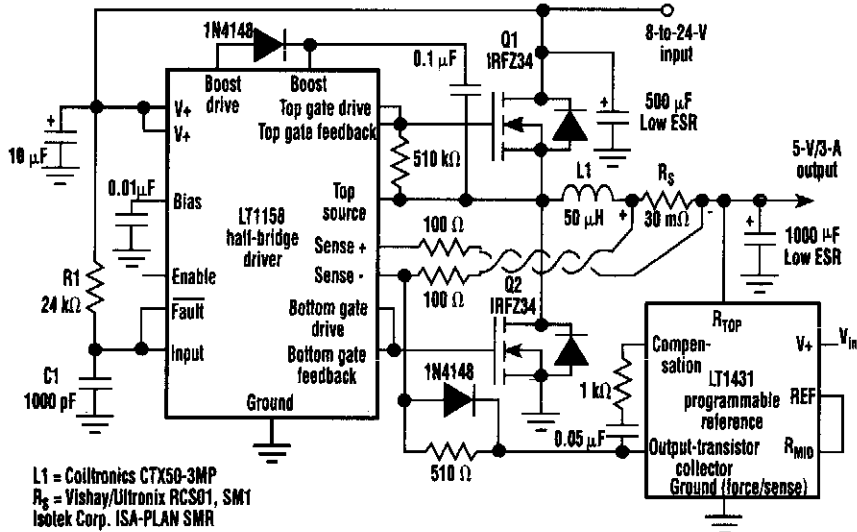 1N4148
Q1
IRFZ34
8-to-24-V
input
Boost
drive
Boost
0.1 µF
V+
V+
Top gate drive
Top gate feedback
+
500 µF
Low ESR
+
10 µF
510 kΩ
5-V/3-A
output
0.01µF
Bias
LT1158
half-bridge
driver
Top
source
L1
50 µH
RS
30 mΩ
+
-
100 Ω
Sense +
Sense -
100 Ω
+
1000 µF
Low ESR
R1
24 kΩ
Enable
Fault
Input
Bottom gate
drive
Bottom gate
feedback
Q2
IRFZ34
RTOP
Compen-
sation
V+
LT1431
programmable
reference
REF
RMID
C1
1000 pF
1N4148
1 kΩ
Ground
0.05 µF
510 Ω
Output-transistor
collector
Ground (force/sense)
L1 = Coiltronics CTX50-3MP
RS = Vishay/Ultronix RCS01, SM1
Isotek Corp. ISA-PLAN SMR